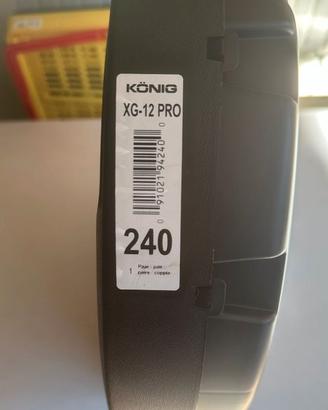 KÖNIG
XG-12 PRO
0 91021 94240 0
240
1 Paar - pair
paire - coppia